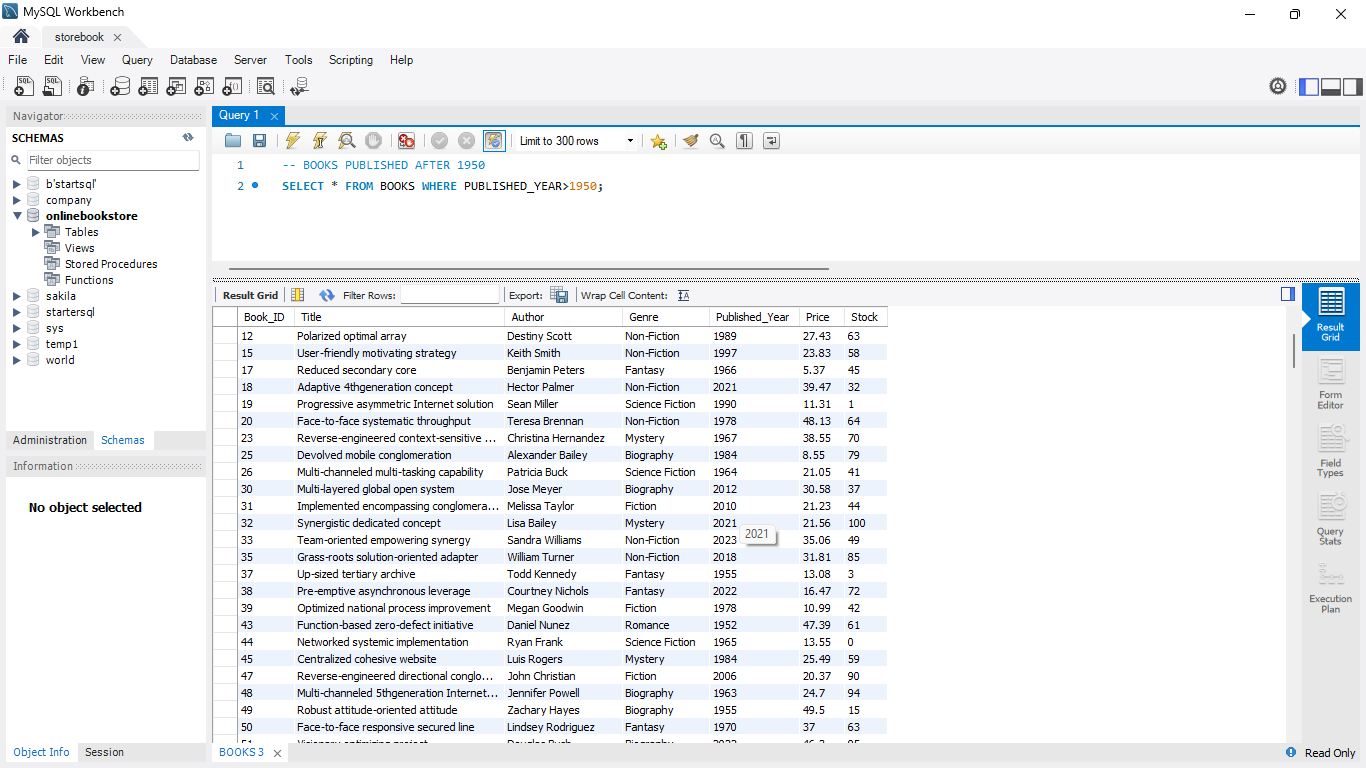 MySQL Workbench
storebook
File Edit View Query Database Server Tools Scripting Help
Navigator
SCHEMAS
Filter objects
b'startsql'
company
onlinebookstore
Tables
Views
Stored Procedures
Functions
sakila
startersql
sys
temp1
world
Administration Schemas
Information
No object selected
Object Info Session
Query 1
Limit to 300 rows
1 -- BOOKS PUBLISHED AFTER 1950
2 SELECT * FROM BOOKS WHERE PUBLISHED_YEAR>1950;
Result Grid Filter Rows: Export: Wrap Cell Content:
Book_ID Title Author Genre Published_Year Price Stock
12 Polarized optimal array Destiny Scott Non-Fiction 1989 27.43 63
15 User-friendly motivating strategy Keith Smith Non-Fiction 1997 23.83 58
17 Reduced secondary core Benjamin Peters Fantasy 1966 5.37 45
18 Adaptive 4thgeneration concept Hector Palmer Non-Fiction 2021 39.47 32
19 Progressive asymmetric Internet solution Sean Miller Science Fiction 1990 11.31 1
20 Face-to-face systematic throughput Teresa Brennan Non-Fiction 1978 48.13 64
23 Reverse-engineered context-sensitive ... Christina Hernandez Mystery 1967 38.55 70
25 Devolved mobile conglomeration Alexander Bailey Biography 1984 8.55 79
26 Multi-channeled multi-tasking capability Patricia Buck Science Fiction 1964 21.05 41
30 Multi-layered global open system Jose Meyer Biography 2012 30.58 37
31 Implemented encompassing conglomera... Melissa Taylor Fiction 2010 21.23 44
32 Synergistic dedicated concept Lisa Bailey Mystery 2021 21.56 100
33 Team-oriented empowering synergy Sandra Williams Non-Fiction 2023 35.06 49
2021
35 Grass-roots solution-oriented adapter William Turner Non-Fiction 2018 31.81 85
37 Up-sized tertiary archive Todd Kennedy Fantasy 1955 13.08 3
38 Pre-emptive asynchronous leverage Courtney Nichols Fantasy 2022 16.47 72
39 Optimized national process improvement Megan Goodwin Fiction 1978 10.99 42
43 Function-based zero-defect initiative Daniel Nunez Romance 1952 47.39 61
44 Networked systemic implementation Ryan Frank Science Fiction 1965 13.55 0
45 Centralized cohesive website Luis Rogers Mystery 1984 25.49 59
47 Reverse-engineered directional conglo... John Christian Fiction 2006 20.37 90
48 Multi-channeled 5thgeneration Internet... Jennifer Powell Biography 1963 24.7 94
49 Robust attitude-oriented attitude Zachary Hayes Biography 1955 49.5 15
50 Face-to-face responsive secured line Lindsey Rodriguez Fantasy 1970 37 63
BOOKS 3
Result
Grid
Form
Editor
Field
Types
Query
Stats
Execution
Plan
Read Only